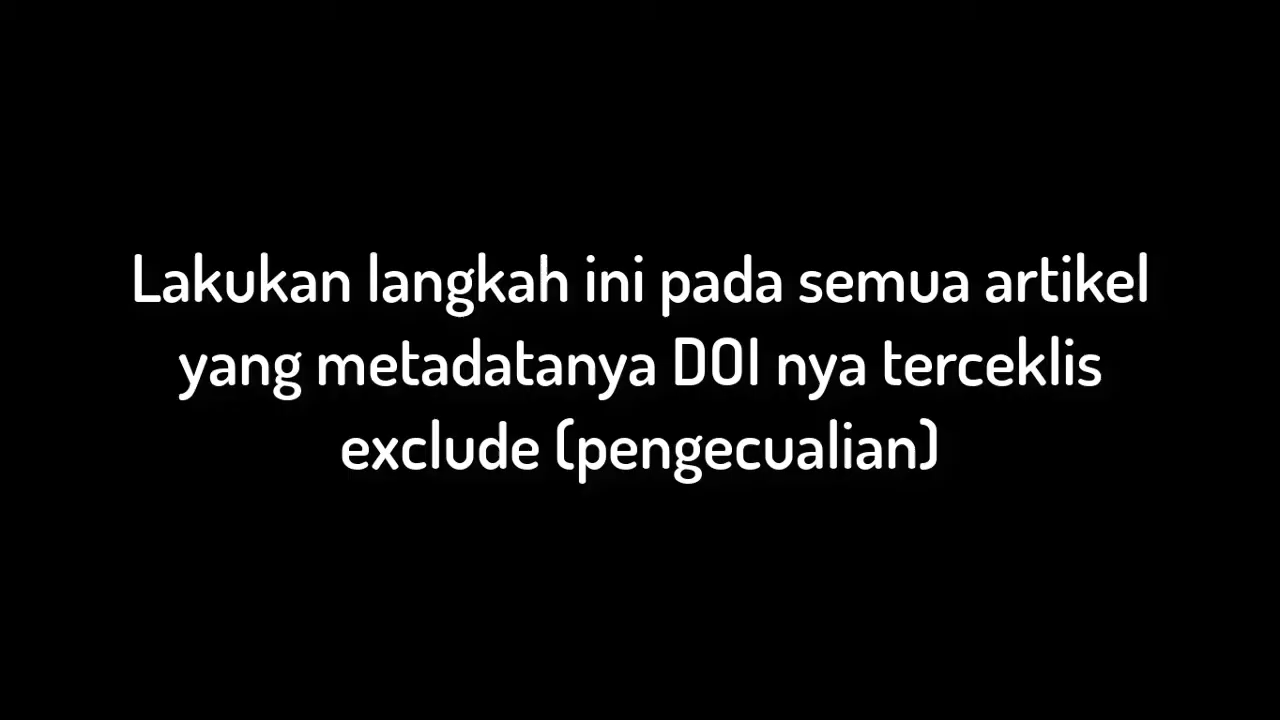 Lakukan langkah ini pada semua artikel
yang metadatanya DOI nya terceklis
exclude (pengecualian)